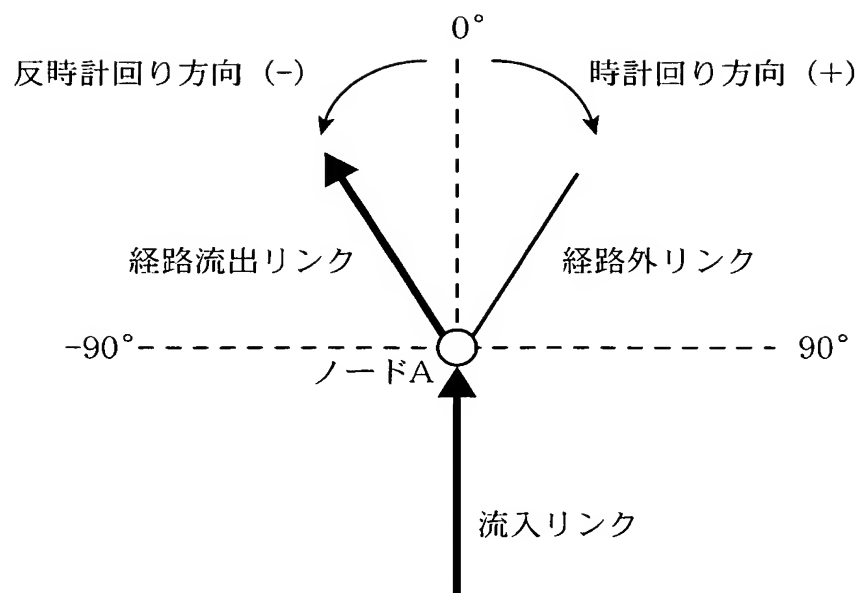 0°
反時計回り方向 (-)
時計回り方向 (+)
経路流出リンク
経路外リンク
-90°
90°
ノードA
流入リンク